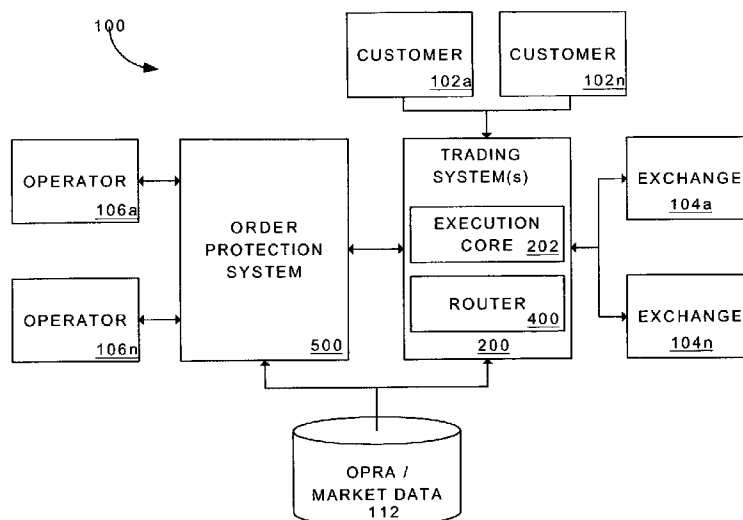 100
CUSTOMER
102a
CUSTOMER
102n
OPERATOR
106a
OPERATOR
106n
ORDER
PROTECTION
SYSTEM
500
TRADING
SYSTEM(s)
EXECUTION
CORE 202
ROUTER
400
200
EXCHANGE
104a
EXCHANGE
104n
OPRA /
MARKET DATA
112